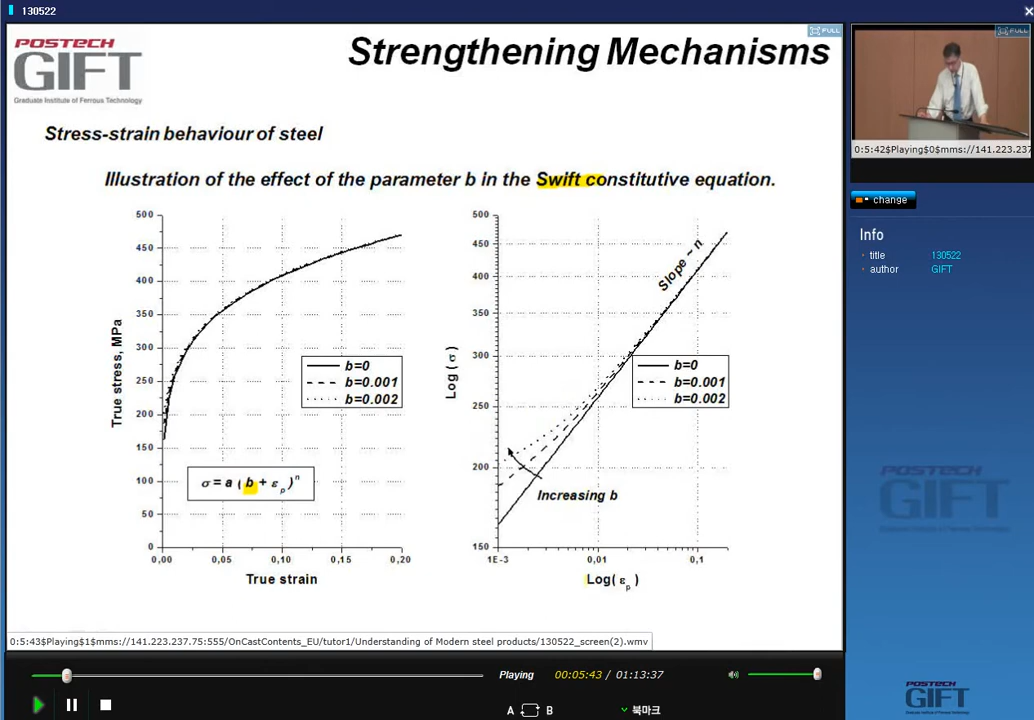 130522
FULL
FULL
POSTECH
GIFT
Graduate Institute of Ferrous Technology
Strengthening Mechanisms
Stress-strain behaviour of steel
Illustration of the effect of the parameter b in the Swift constitutive equation.
500
450
400
350
300
250
200
150
100
50
0
True stress, MPa
b=0
b=0.001
b=0.002
σ = a ( b + εp )n
0,00 0,05 0,10 0,15 0,20
True strain
500
450
400
350
300
250
200
150
Log (σ)
Slope ~ n
b=0
b=0.001
b=0.002
Increasing b
1E-3 0,01 0,1
Log( εp )
0:5:42$Playing$0$mms://141.223.237
change
Info
title 130522
author GIFT
GIFT
0:5:43$Playing$1$mms://141.223.237.75:555/OnCastContents_EU/tutor1/Understanding of Modern steel products/130522_screen(2).wmv
Playing 00:05:43 / 01:13:37
A B 북마크
POSTECH
GIFT